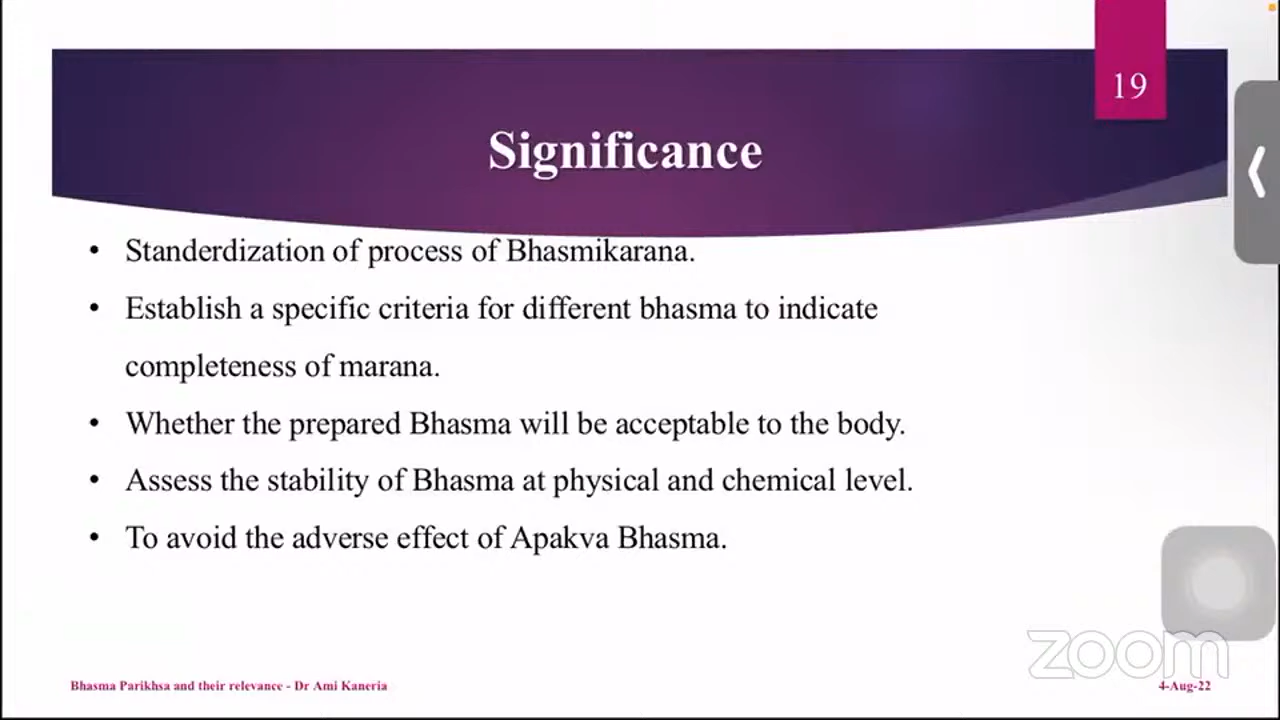 19
Significance
• Standerdization of process of Bhasmikarana.
• Establish a specific criteria for different bhasma to indicate
completeness of marana.
• Whether the prepared Bhasma will be acceptable to the body.
• Assess the stability of Bhasma at physical and chemical level.
• To avoid the adverse effect of Apakva Bhasma.
zoom
Bhasma Parikhsa and their relevance - Dr Ami Kaneria
4-Aug-22